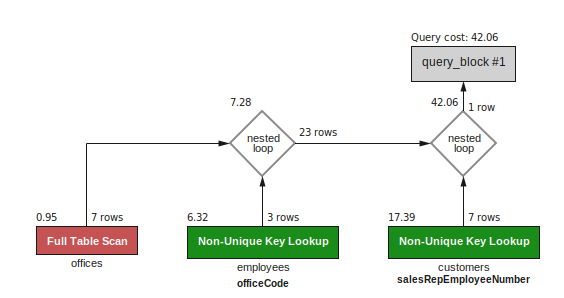 Query cost: 42.06
query_block #1
7.28
42.06
1 row
nested
loop
23 rows
nested
loop
0.95
7 rows
6.32
3 rows
17.39
7 rows
Full Table Scan
Non-Unique Key Lookup
Non-Unique Key Lookup
offices
employees
customers
officeCode
salesRepEmployeeNumber